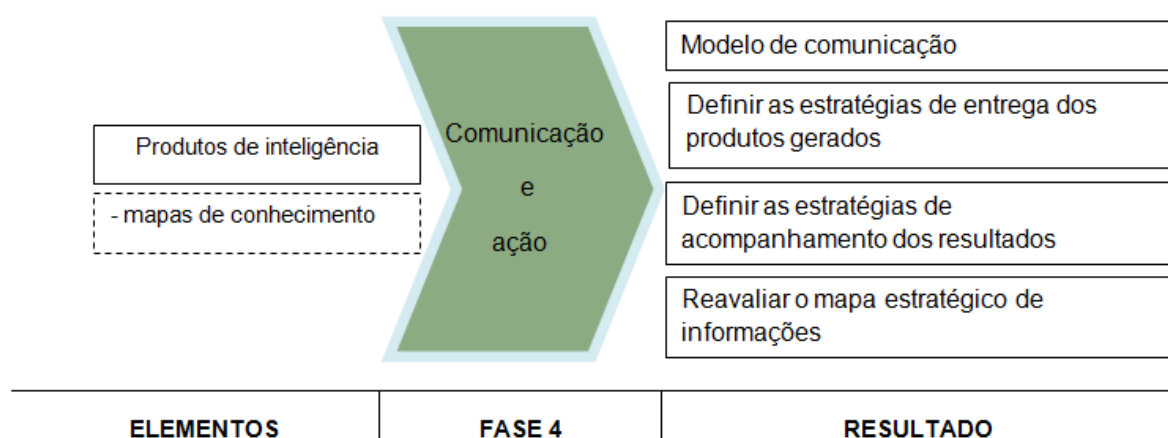 Produtos de inteligência
- mapas de conhecimento
Comunicação
e
ação
Modelo de comunicação
Definir as estratégias de entrega dos
produtos gerados
Definir as estratégias de
acompanhamento dos resultados
Reavaliar o mapa estratégico de
informações
ELEMENTOS
FASE 4
RESULTADO